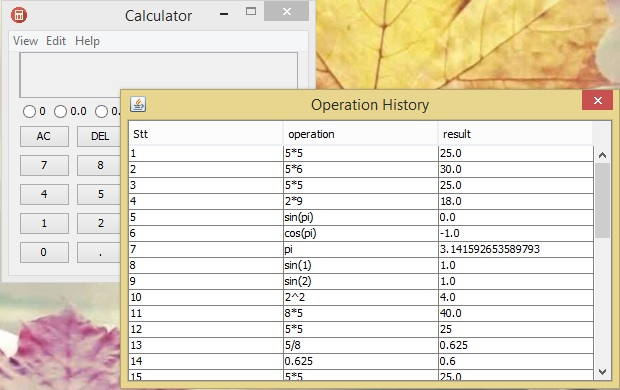 Calculator
View Edit Help
0 0.0 0.
AC DEL
7 8
4 5
1 2
0 .
Operation History
Stt operation result
1 5*5 25.0
2 5*6 30.0
3 5*5 25.0
4 2*9 18.0
5 sin(pi) 0.0
6 cos(pi) -1.0
7 pi 3.141592653589793
8 sin(1) 1.0
9 sin(2) 1.0
10 2^2 4.0
11 8*5 40.0
12 5*5 25
13 5/8 0.625
14 0.625 0.6
15 5*5 25.0